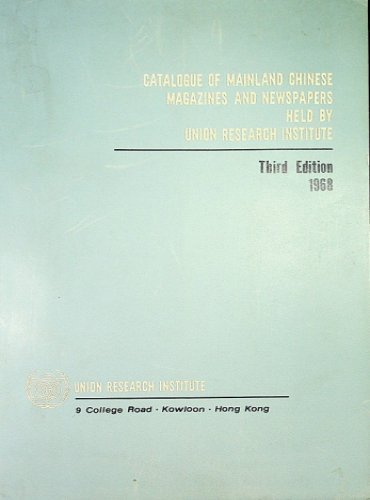 CATALOGUE OF MAINLAND CHINESE
MAGAZINES AND NEWSPAPERS
HELD BY
UNION RESEARCH INSTITUTE
Third Edition
1968
UNION RESEARCH INSTITUTE
9 College Road · Kowloon · Hong Kong